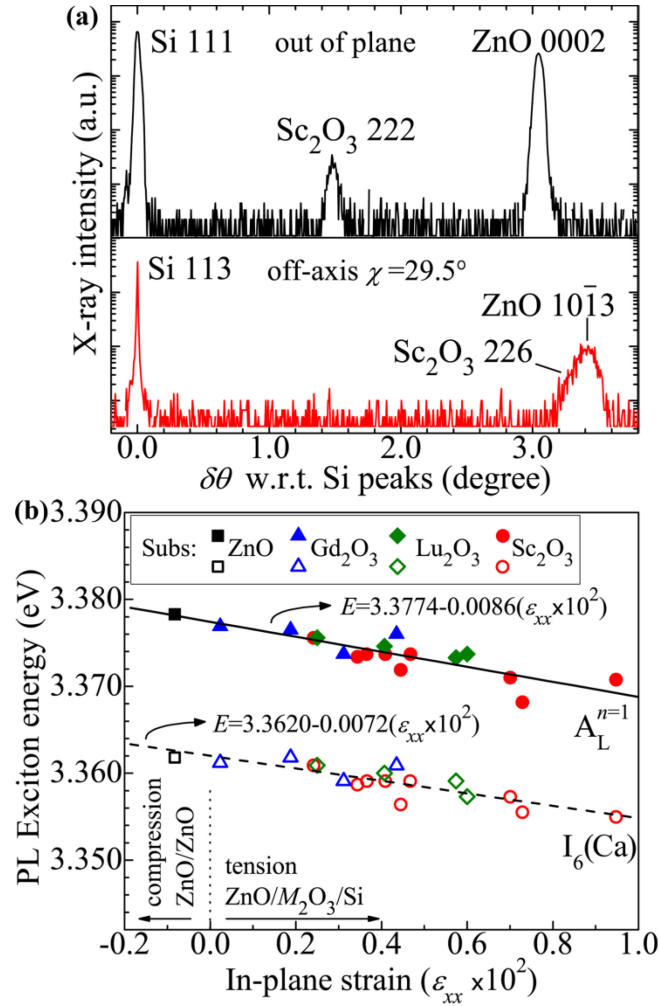 (a)
Si 111 out of plane ZnO 0002
Sc₂O₃ 222
Si 113 off-axis χ =29.5°
ZnO 101̄3
Sc₂O₃ 226
X-ray intensity (a.u.)
0.0 1.0 2.0 3.0
δθ w.r.t. Si peaks (degree)
(b)
3.390
3.380
3.370
3.360
3.350
PL Exciton energy (eV)
Subs: ZnO Gd₂O₃ Lu₂O₃ Sc₂O₃
E=3.3774-0.0086(εₓₓ×10²)
A_L^{n=1}
E=3.3620-0.0072(εₓₓ×10²)
I₆(Ca)
compression
ZnO/ZnO
tension
ZnO/M₂O₃/Si
-0.2 0.0 0.2 0.4 0.6 0.8 1.0
In-plane strain (εₓₓ ×10²)